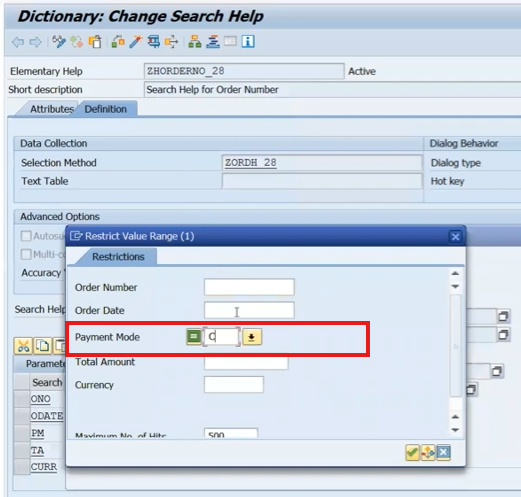 Dictionary: Change Search Help
Elementary Help ZHORDERNO_28 Active
Short description Search Help for Order Number
Attributes Definition
Data Collection Dialog Behavior
Selection Method ZORDH_28 Dialog type
Text Table Hot key
Advanced Options
Restrict Value Range (1)
Restrictions
Accuracy
Order Number
Order Date
Search Help
Payment Mode C
Total Amount
Currency
Search
ONO
ODATE
PM
TA
CURR
Maximum No. of Hits 500